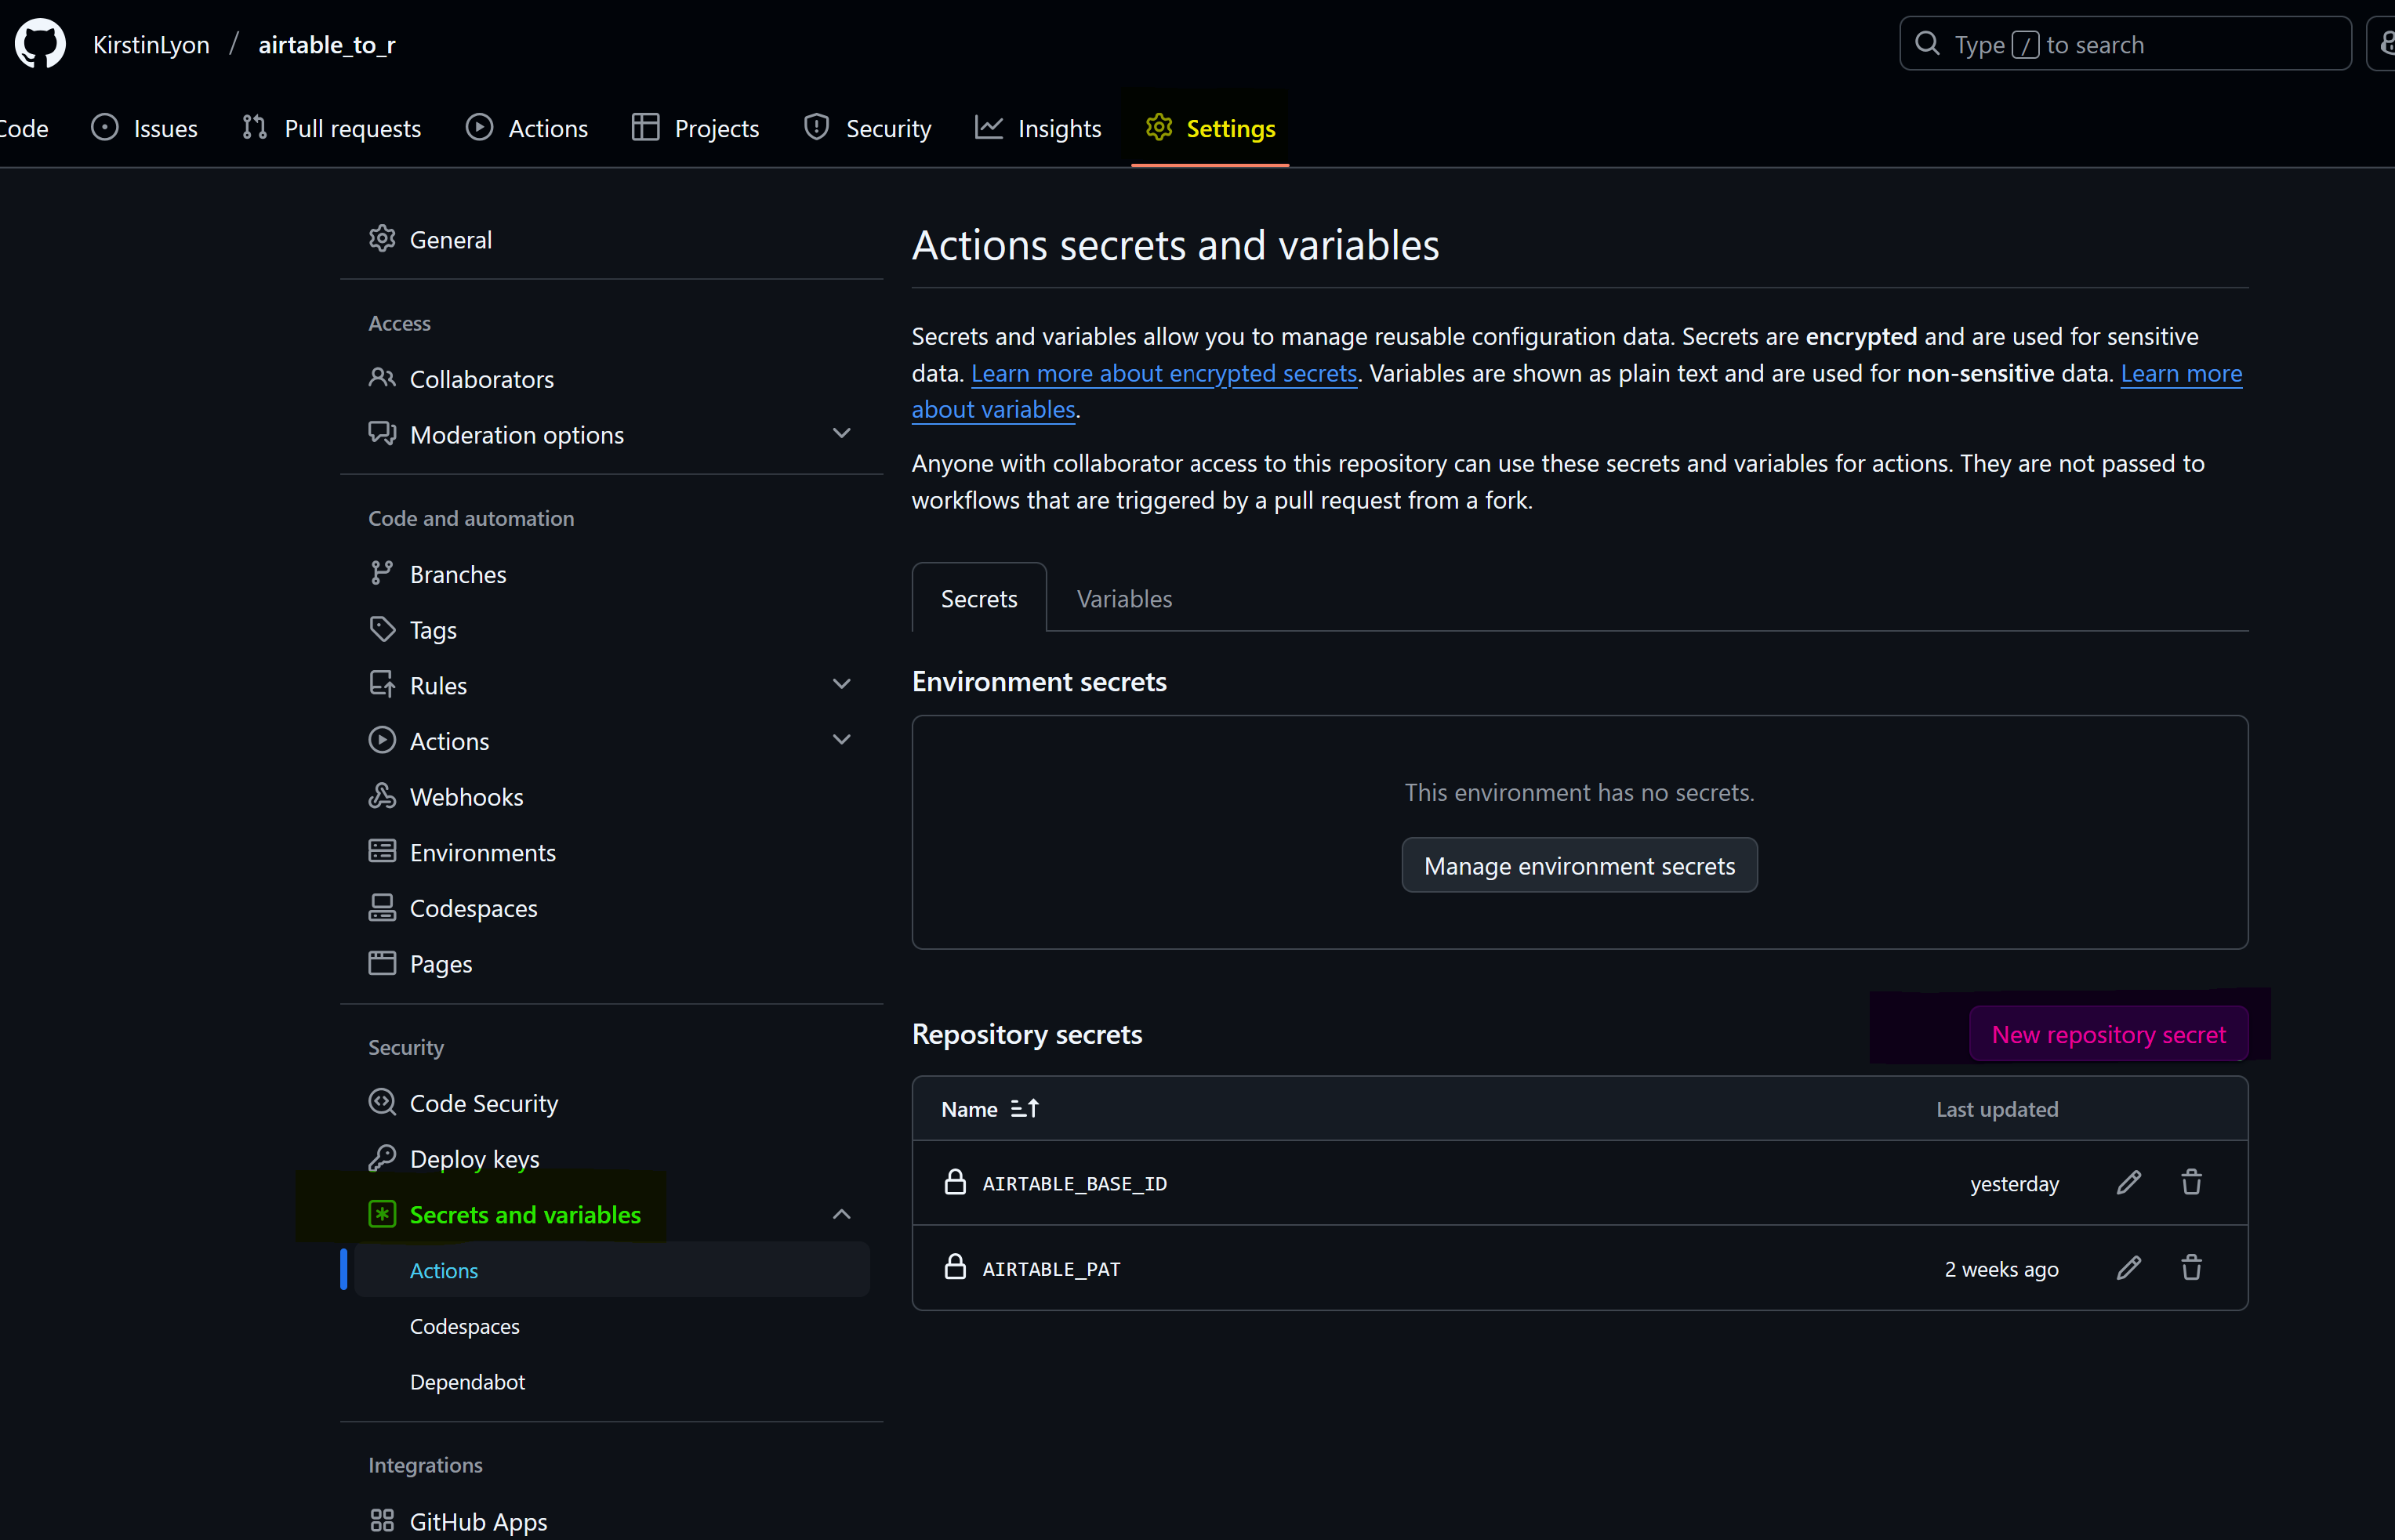 KirstinLyon / airtable_to_r
Type / to search
Code Issues Pull requests Actions Projects Security Insights Settings
General
Access
Collaborators
Moderation options
Code and automation
Branches
Tags
Rules
Actions
Webhooks
Environments
Codespaces
Pages
Security
Code Security
Deploy keys
Secrets and variables
Actions
Codespaces
Dependabot
Integrations
GitHub Apps
Actions secrets and variables
Secrets and variables allow you to manage reusable configuration data. Secrets are encrypted and are used for sensitive
data. Learn more about encrypted secrets. Variables are shown as plain text and are used for non-sensitive data. Learn more
about variables.
Anyone with collaborator access to this repository can use these secrets and variables for actions. They are not passed to
workflows that are triggered by a pull request from a fork.
Secrets Variables
Environment secrets
This environment has no secrets.
Manage environment secrets
Repository secrets New repository secret
Name Last updated
AIRTABLE_BASE_ID yesterday
AIRTABLE_PAT 2 weeks ago